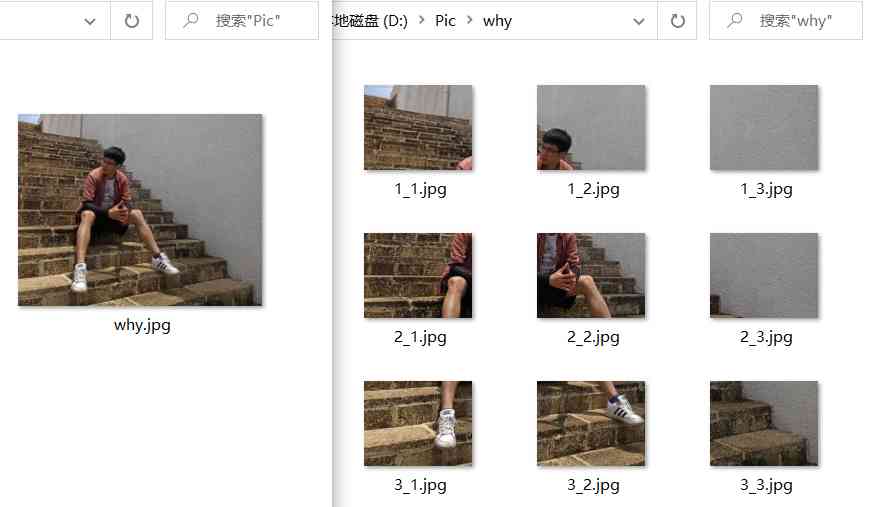 搜索"Pic"
地磁盘 (D:) > Pic > why
搜索"why"
why.jpg
1_1.jpg
1_2.jpg
1_3.jpg
2_1.jpg
2_2.jpg
2_3.jpg
3_1.jpg
3_2.jpg
3_3.jpg